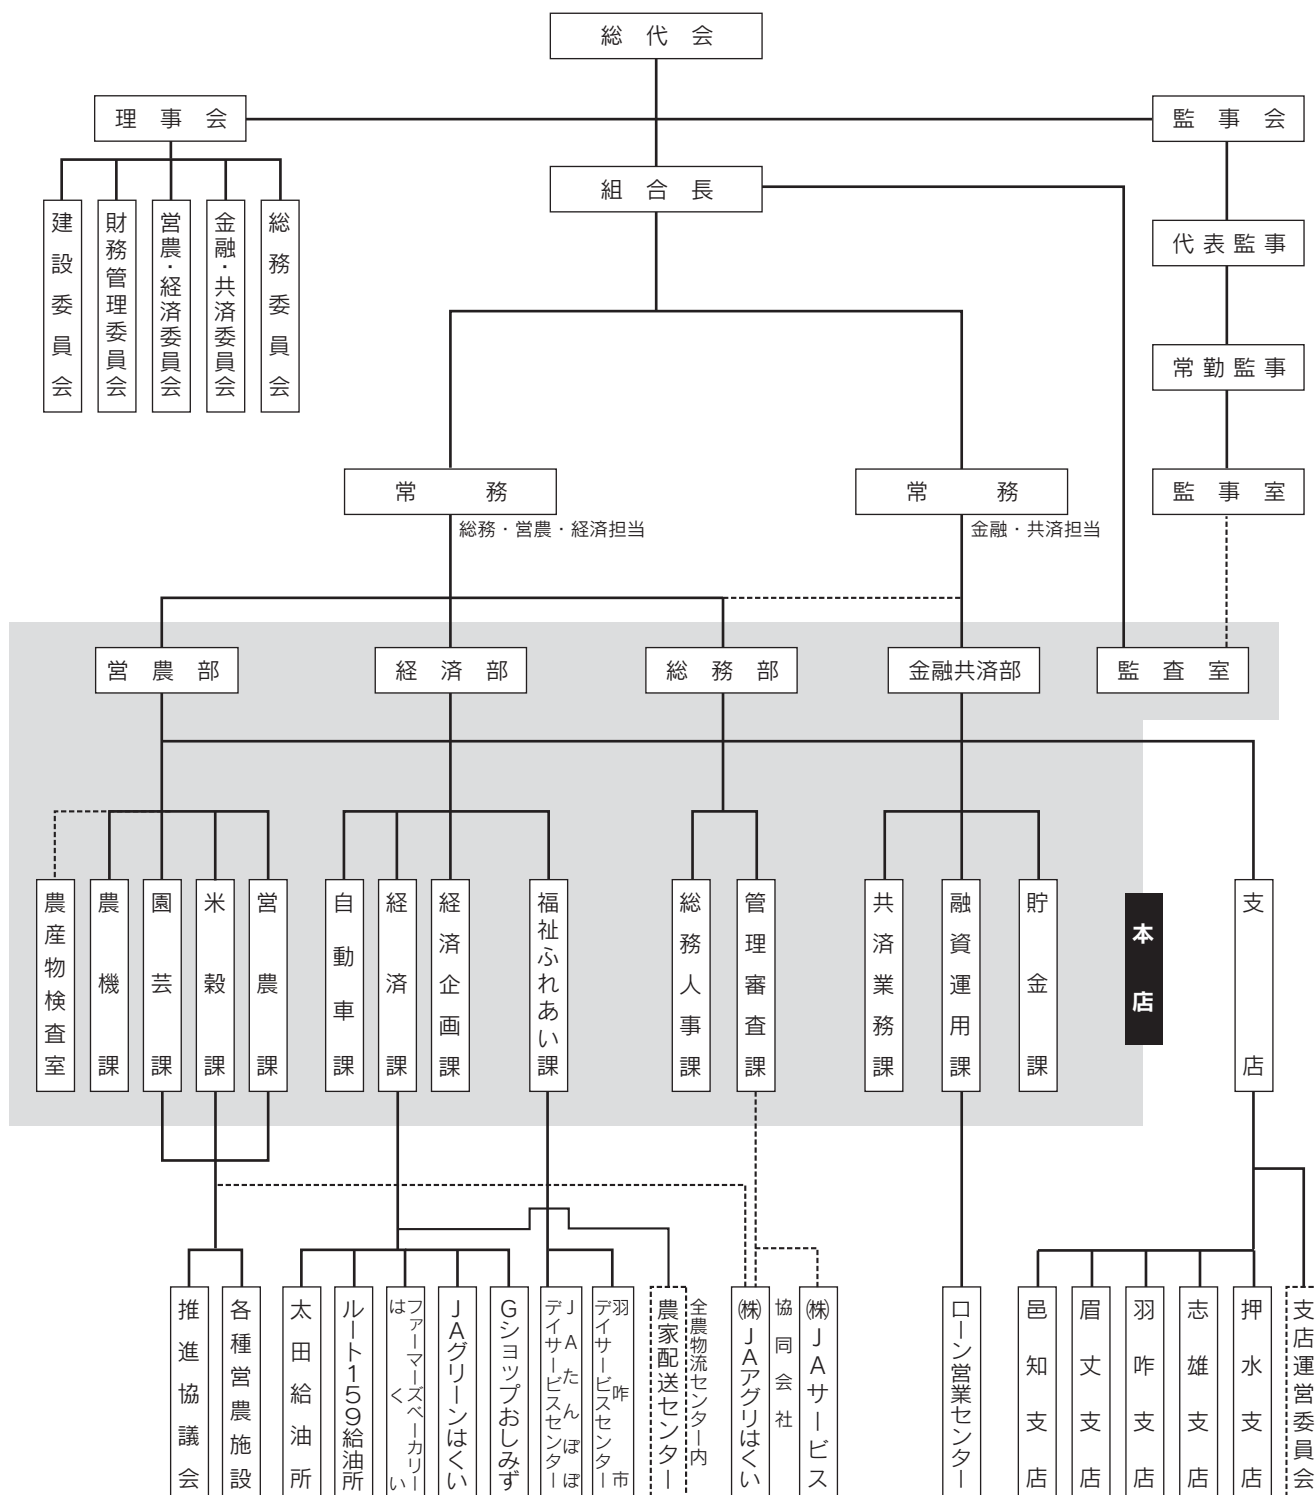 総代会
理事会
監事会
組合長
建設委員会
財務管理委員会
営農・経済委員会
金融・共済委員会
総務委員会
代表監事
常勤監事
監事室
常務
総務・営農・経済担当
常務
金融・共済担当
営農部
経済部
総務部
金融共済部
監査室
農産物検査室
農機課
園芸課
米穀課
営農課
自動車課
経済課
経済企画課
福祉ふれあい課
総務人事課
管理審査課
共済業務課
融資運用課
貯金課
本店
支店
推進協議会
各種営農施設
太田給油所
ルート159給油所
ファーマーズベーカリー
はくい
JAグリーンはくい
Gショップおしみず
JAたんぽぽ
デイサービスセンター
羽咋市
デイサービスセンター
農家配送センター
全農物流センター内
㈱JAアグリはくい
協同会社
㈱JAサービス
ローン営業センター
邑知支店
眉丈支店
羽咋支店
志雄支店
押水支店
支店運営委員会